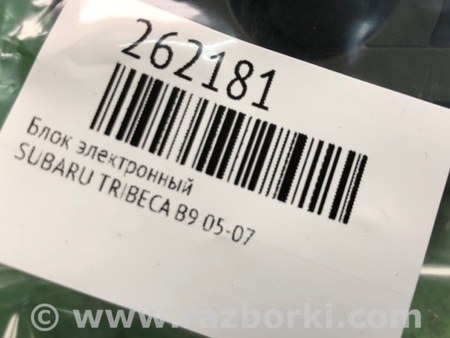 262181
Блок электронный
SUBARU TRIBECA B9 05-07
© www.razborki.com